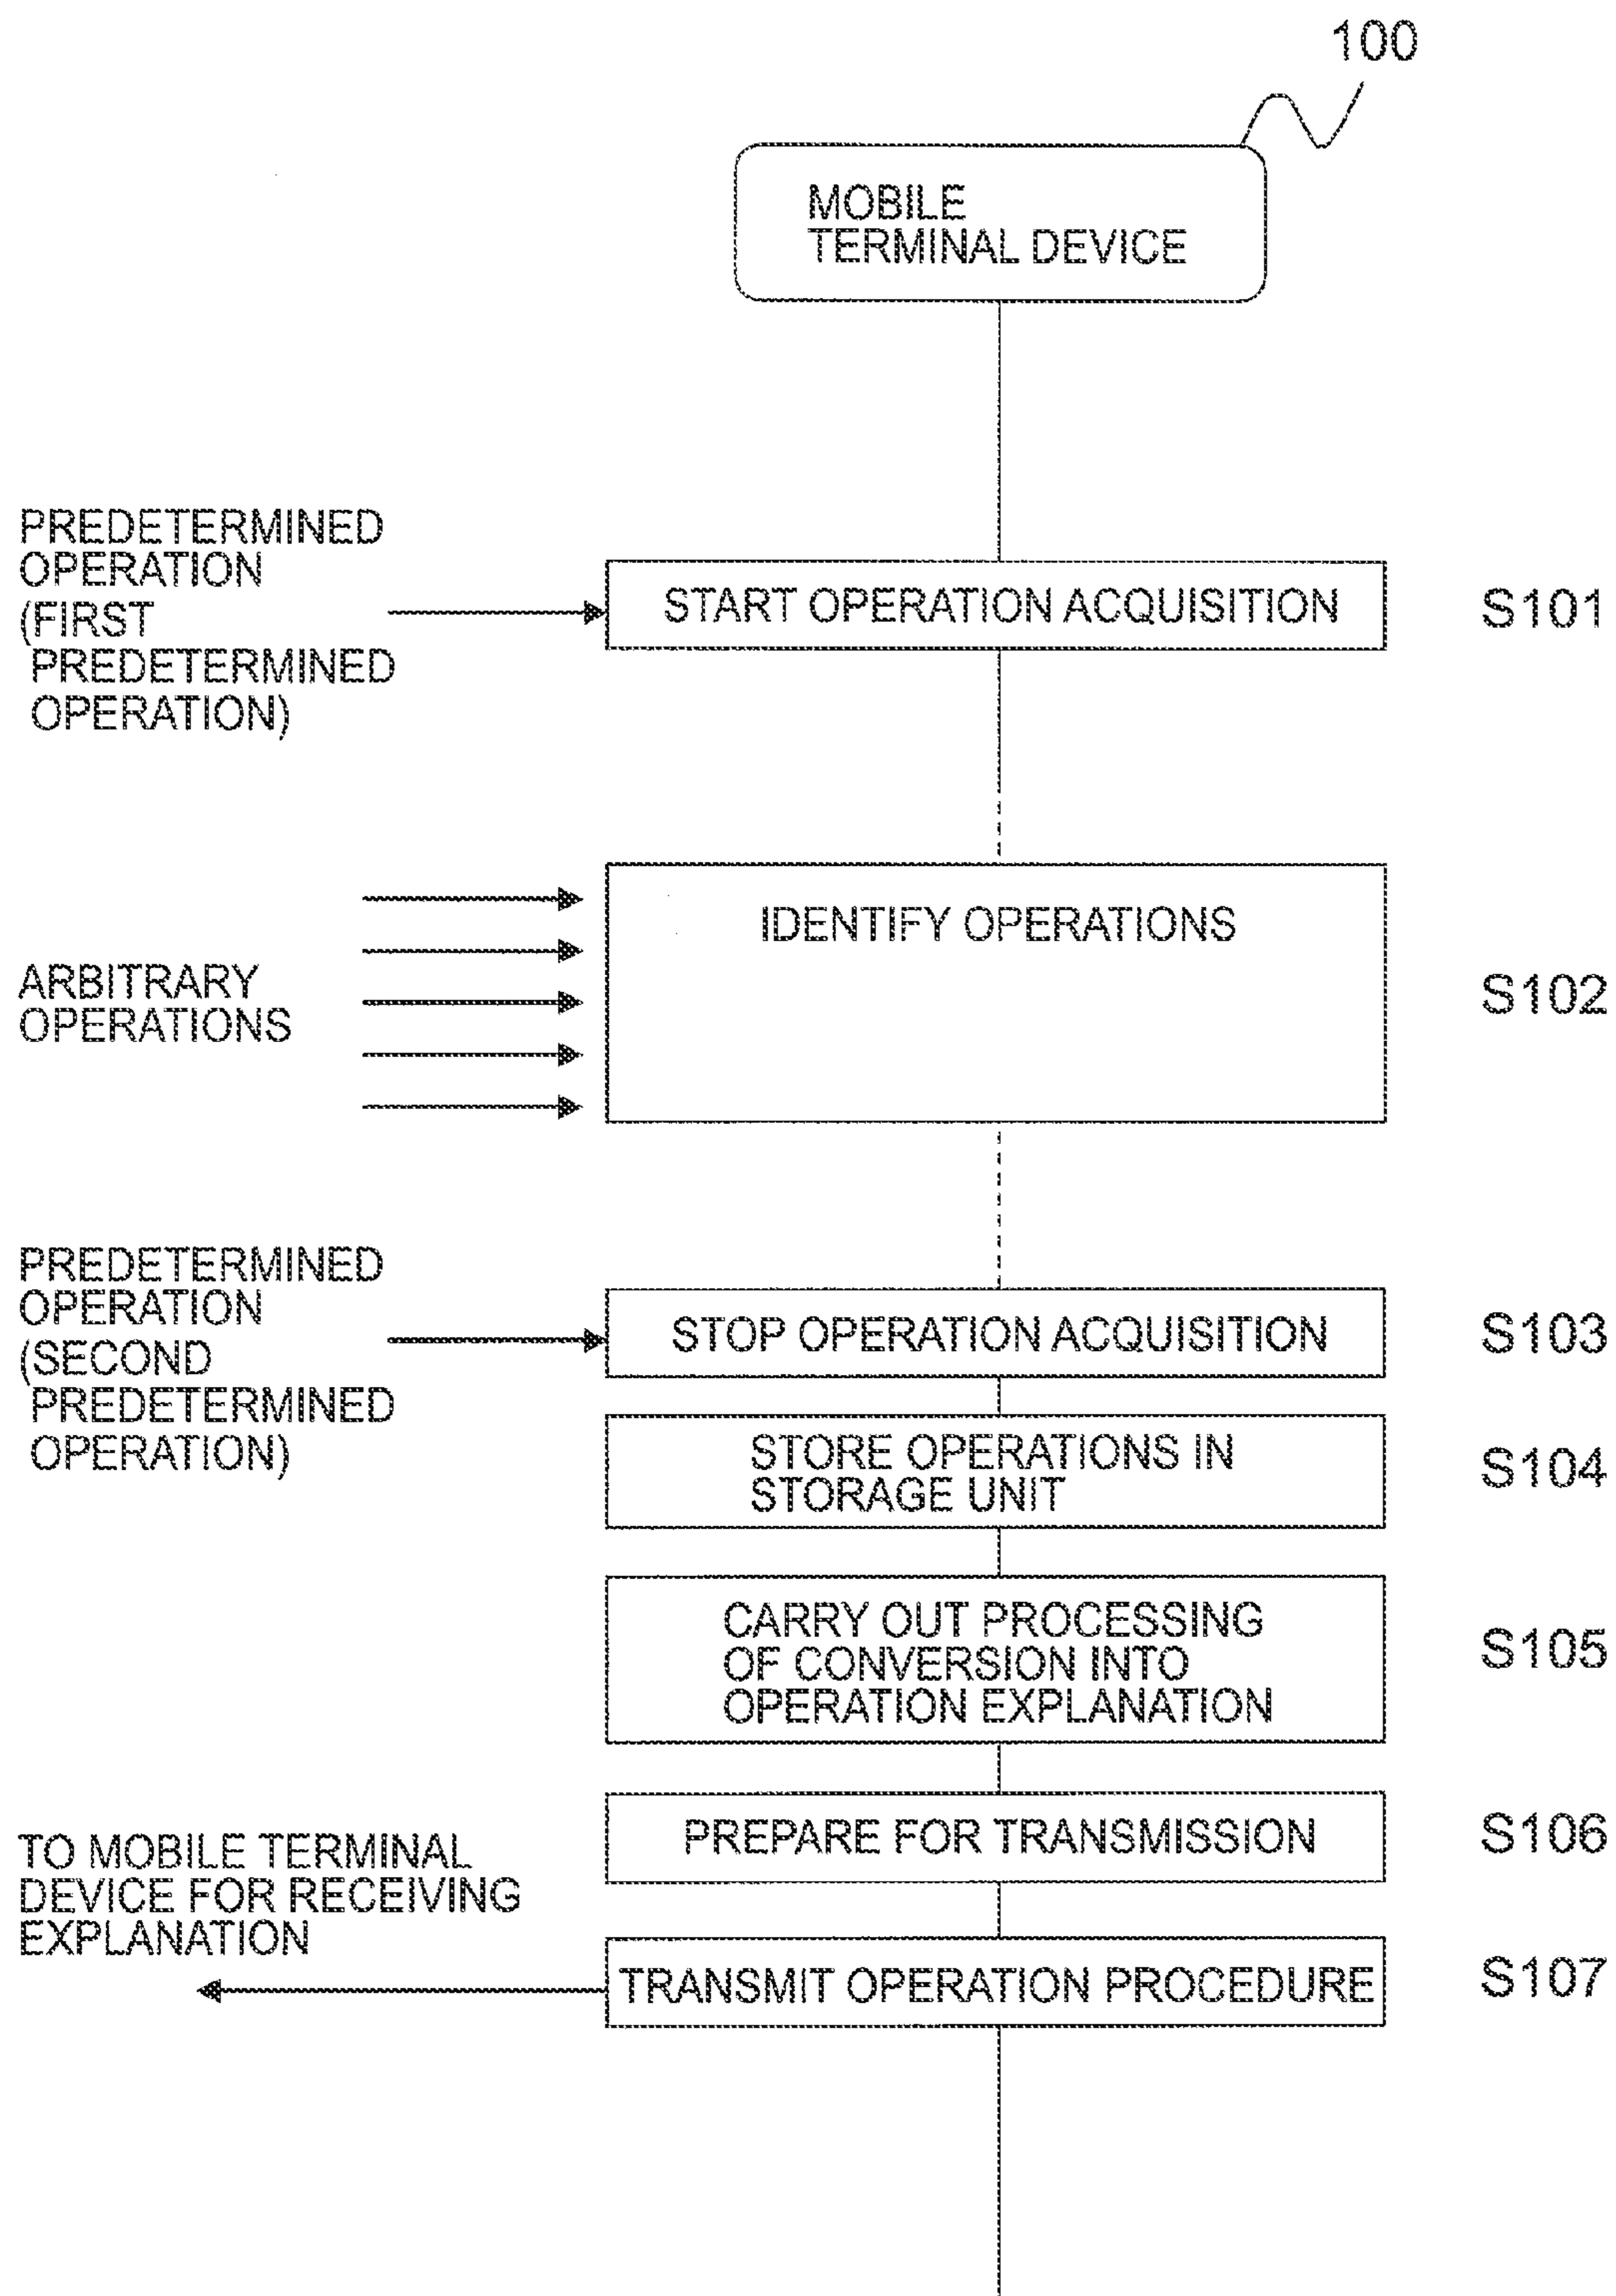 100
MOBILE
TERMINAL DEVICE
PREDETERMINED
OPERATION
(FIRST
PREDETERMINED
OPERATION)
START OPERATION ACQUISITION
S101
ARBITRARY
OPERATIONS
IDENTIFY OPERATIONS
S102
PREDETERMINED
OPERATION
(SECOND
PREDETERMINED
OPERATION)
STOP OPERATION ACQUISITION
S103
STORE OPERATIONS IN
STORAGE UNIT
S104
CARRY OUT PROCESSING
OF CONVERSION INTO
OPERATION EXPLANATION
S105
PREPARE FOR TRANSMISSION
S106
TO MOBILE TERMINAL
DEVICE FOR RECEIVING
EXPLANATION
TRANSMIT OPERATION PROCEDURE
S107